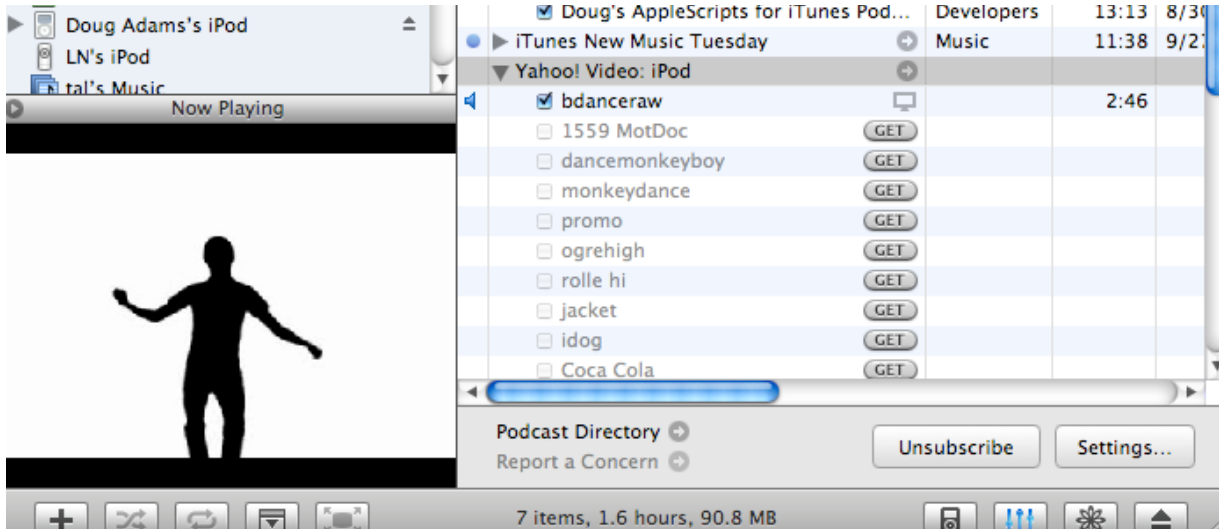 Doug Adams's iPod
LN's iPod
tal's Music
Now Playing
Doug's AppleScripts for iTunes Pod... Developers 13:13 8/30
iTunes New Music Tuesday Music 11:38 9/2
Yahoo! Video: iPod
bdanceraw 2:46
1559 MotDoc GET
dancemonkeyboy GET
monkeydance GET
promo GET
ogrehigh GET
rolle hi GET
jacket GET
idog GET
Coca Cola GET
Podcast Directory
Report a Concern
Unsubscribe
Settings...
7 items, 1.6 hours, 90.8 MB